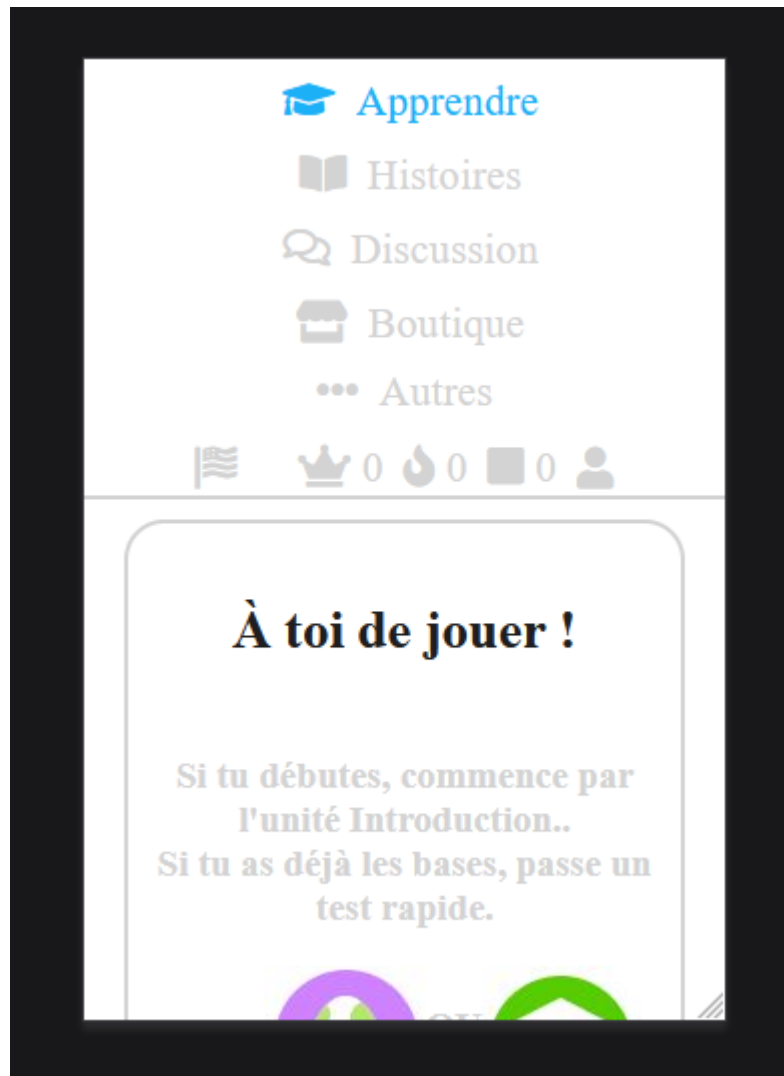 Apprendre
Histoires
Discussion
Boutique
Autres
0 0 0
À toi de jouer !
Si tu débutes, commence par
l'unité Introduction..
Si tu as déjà les bases, passe un
test rapide.